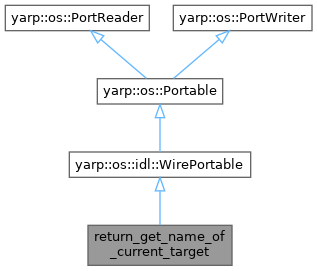 yarp::os::PortReader
yarp::os::PortWriter
yarp::os::Portable
yarp::os::idl::WirePortable
return_get_name_of
_current_target